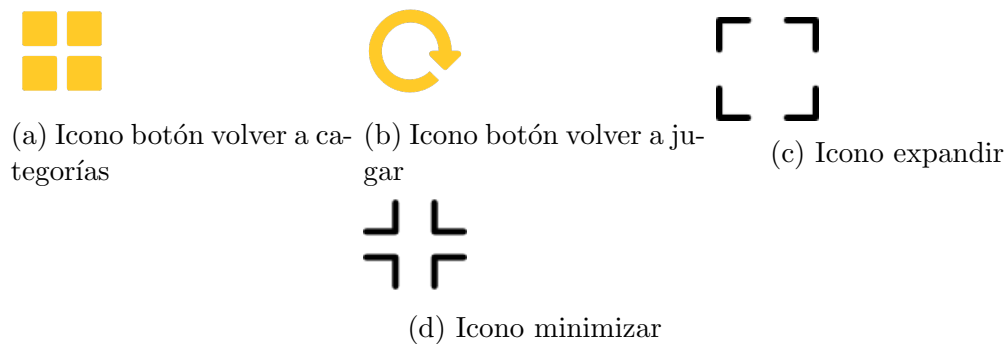 (a) Icono botón volver a ca-
tegorías
(b) Icono botón volver a ju-
gar
(c) Icono expandir
(d) Icono minimizar